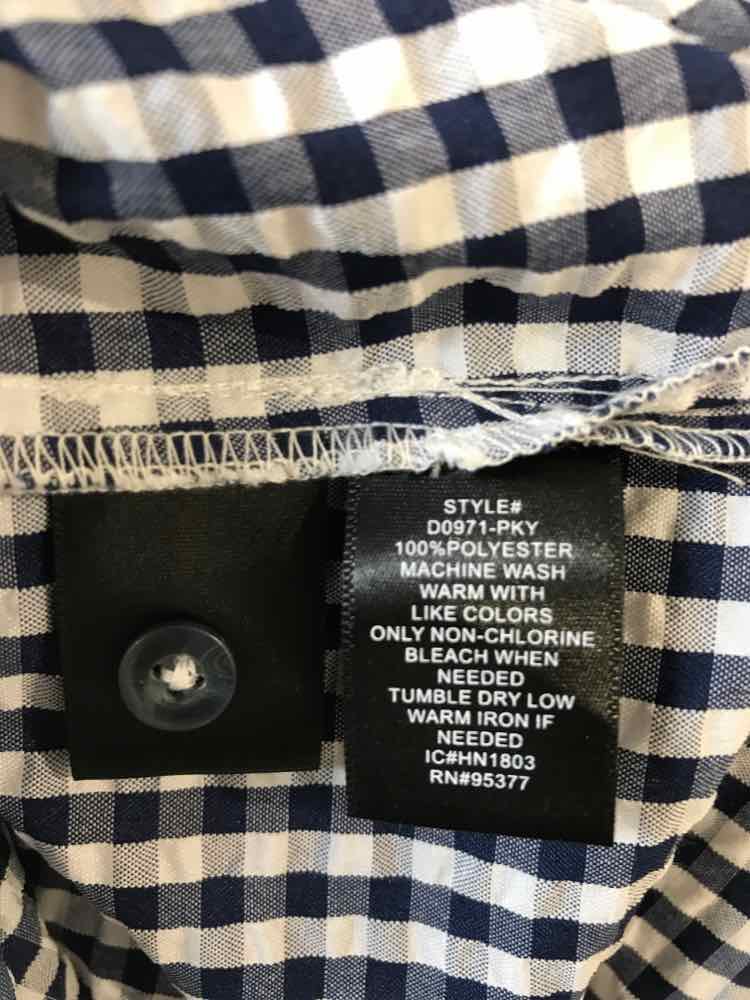 STYLE#
D0971-PKY
100%POLYESTER
MACHINE WASH
WARM WITH
LIKE COLORS
ONLY NON-CHLORINE
BLEACH WHEN
NEEDED
TUMBLE DRY LOW
WARM IRON IF
NEEDED
IC#HN1803
RN#95377